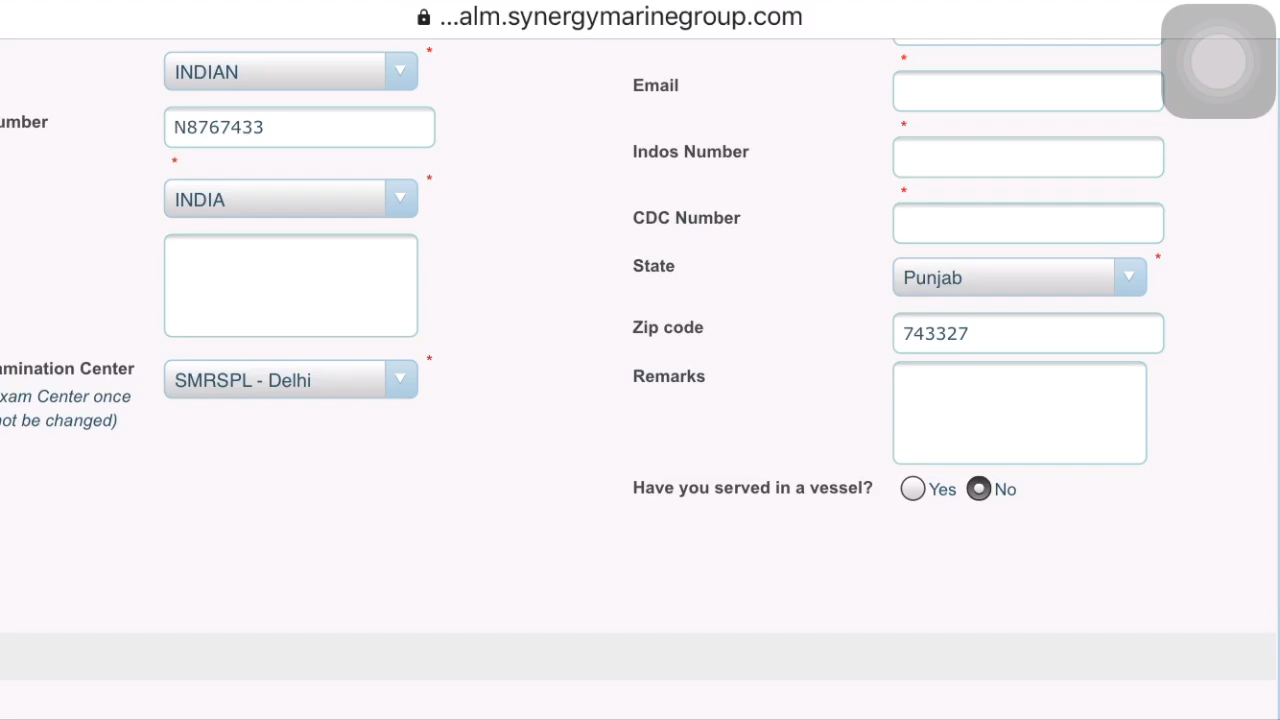 ...alm.synergymarinegroup.com
INDIAN
*
umber
N8767433
*
INDIA
*
amination Center
SMRSPL - Delhi
*
xam Center once
not be changed)
*
Email
*
Indos Number
*
CDC Number
State
Punjab
*
Zip code
743327
Remarks
Have you served in a vessel?
Yes
No